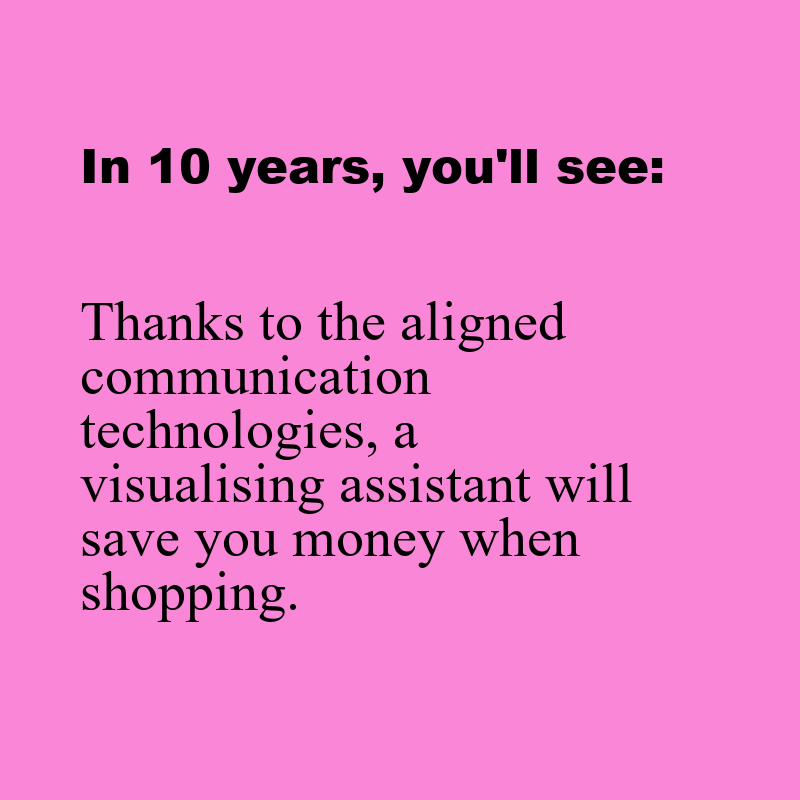 In 10 years, you'll see:
Thanks to the aligned
communication
technologies, a
visualising assistant will
save you money when
shopping.